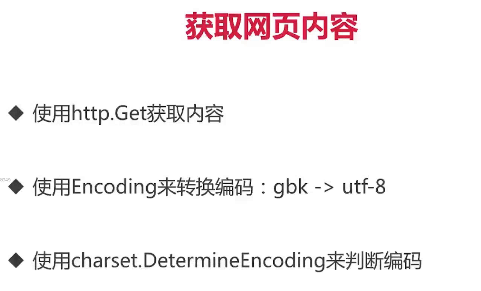 获取网页内容
◆ 使用http.Get获取内容
◆ 使用Encoding来转换编码：gbk -> utf-8
◆ 使用charset.DetermineEncoding来判断编码